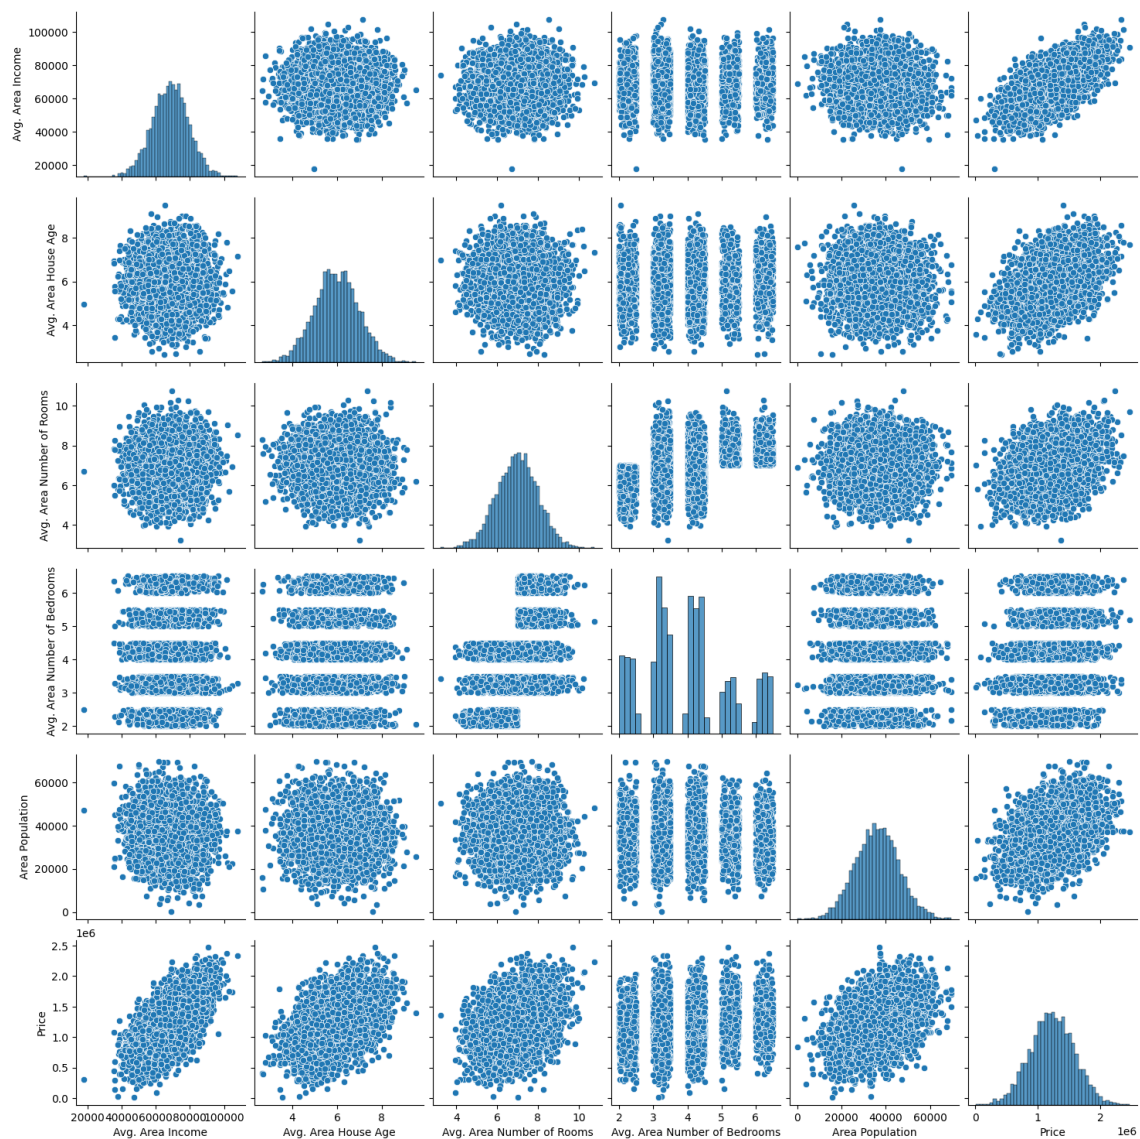 100000
80000
60000
40000
20000
Avg. Area Income
8
6
4
Avg. Area House Age
10
8
6
4
Avg. Area Number of Rooms
6
5
4
3
2
Avg. Area Number of Bedrooms
60000
40000
20000
0
Area Population
1e6
2.5
2.0
1.5
1.0
0.5
0.0
Price
20000 40000 60000 80000 100000
Avg. Area Income
4 6 8
Avg. Area House Age
4 6 8 10
Avg. Area Number of Rooms
2 3 4 5 6
Avg. Area Number of Bedrooms
0 20000 40000 60000
Area Population
0 1 2
1e6
Price